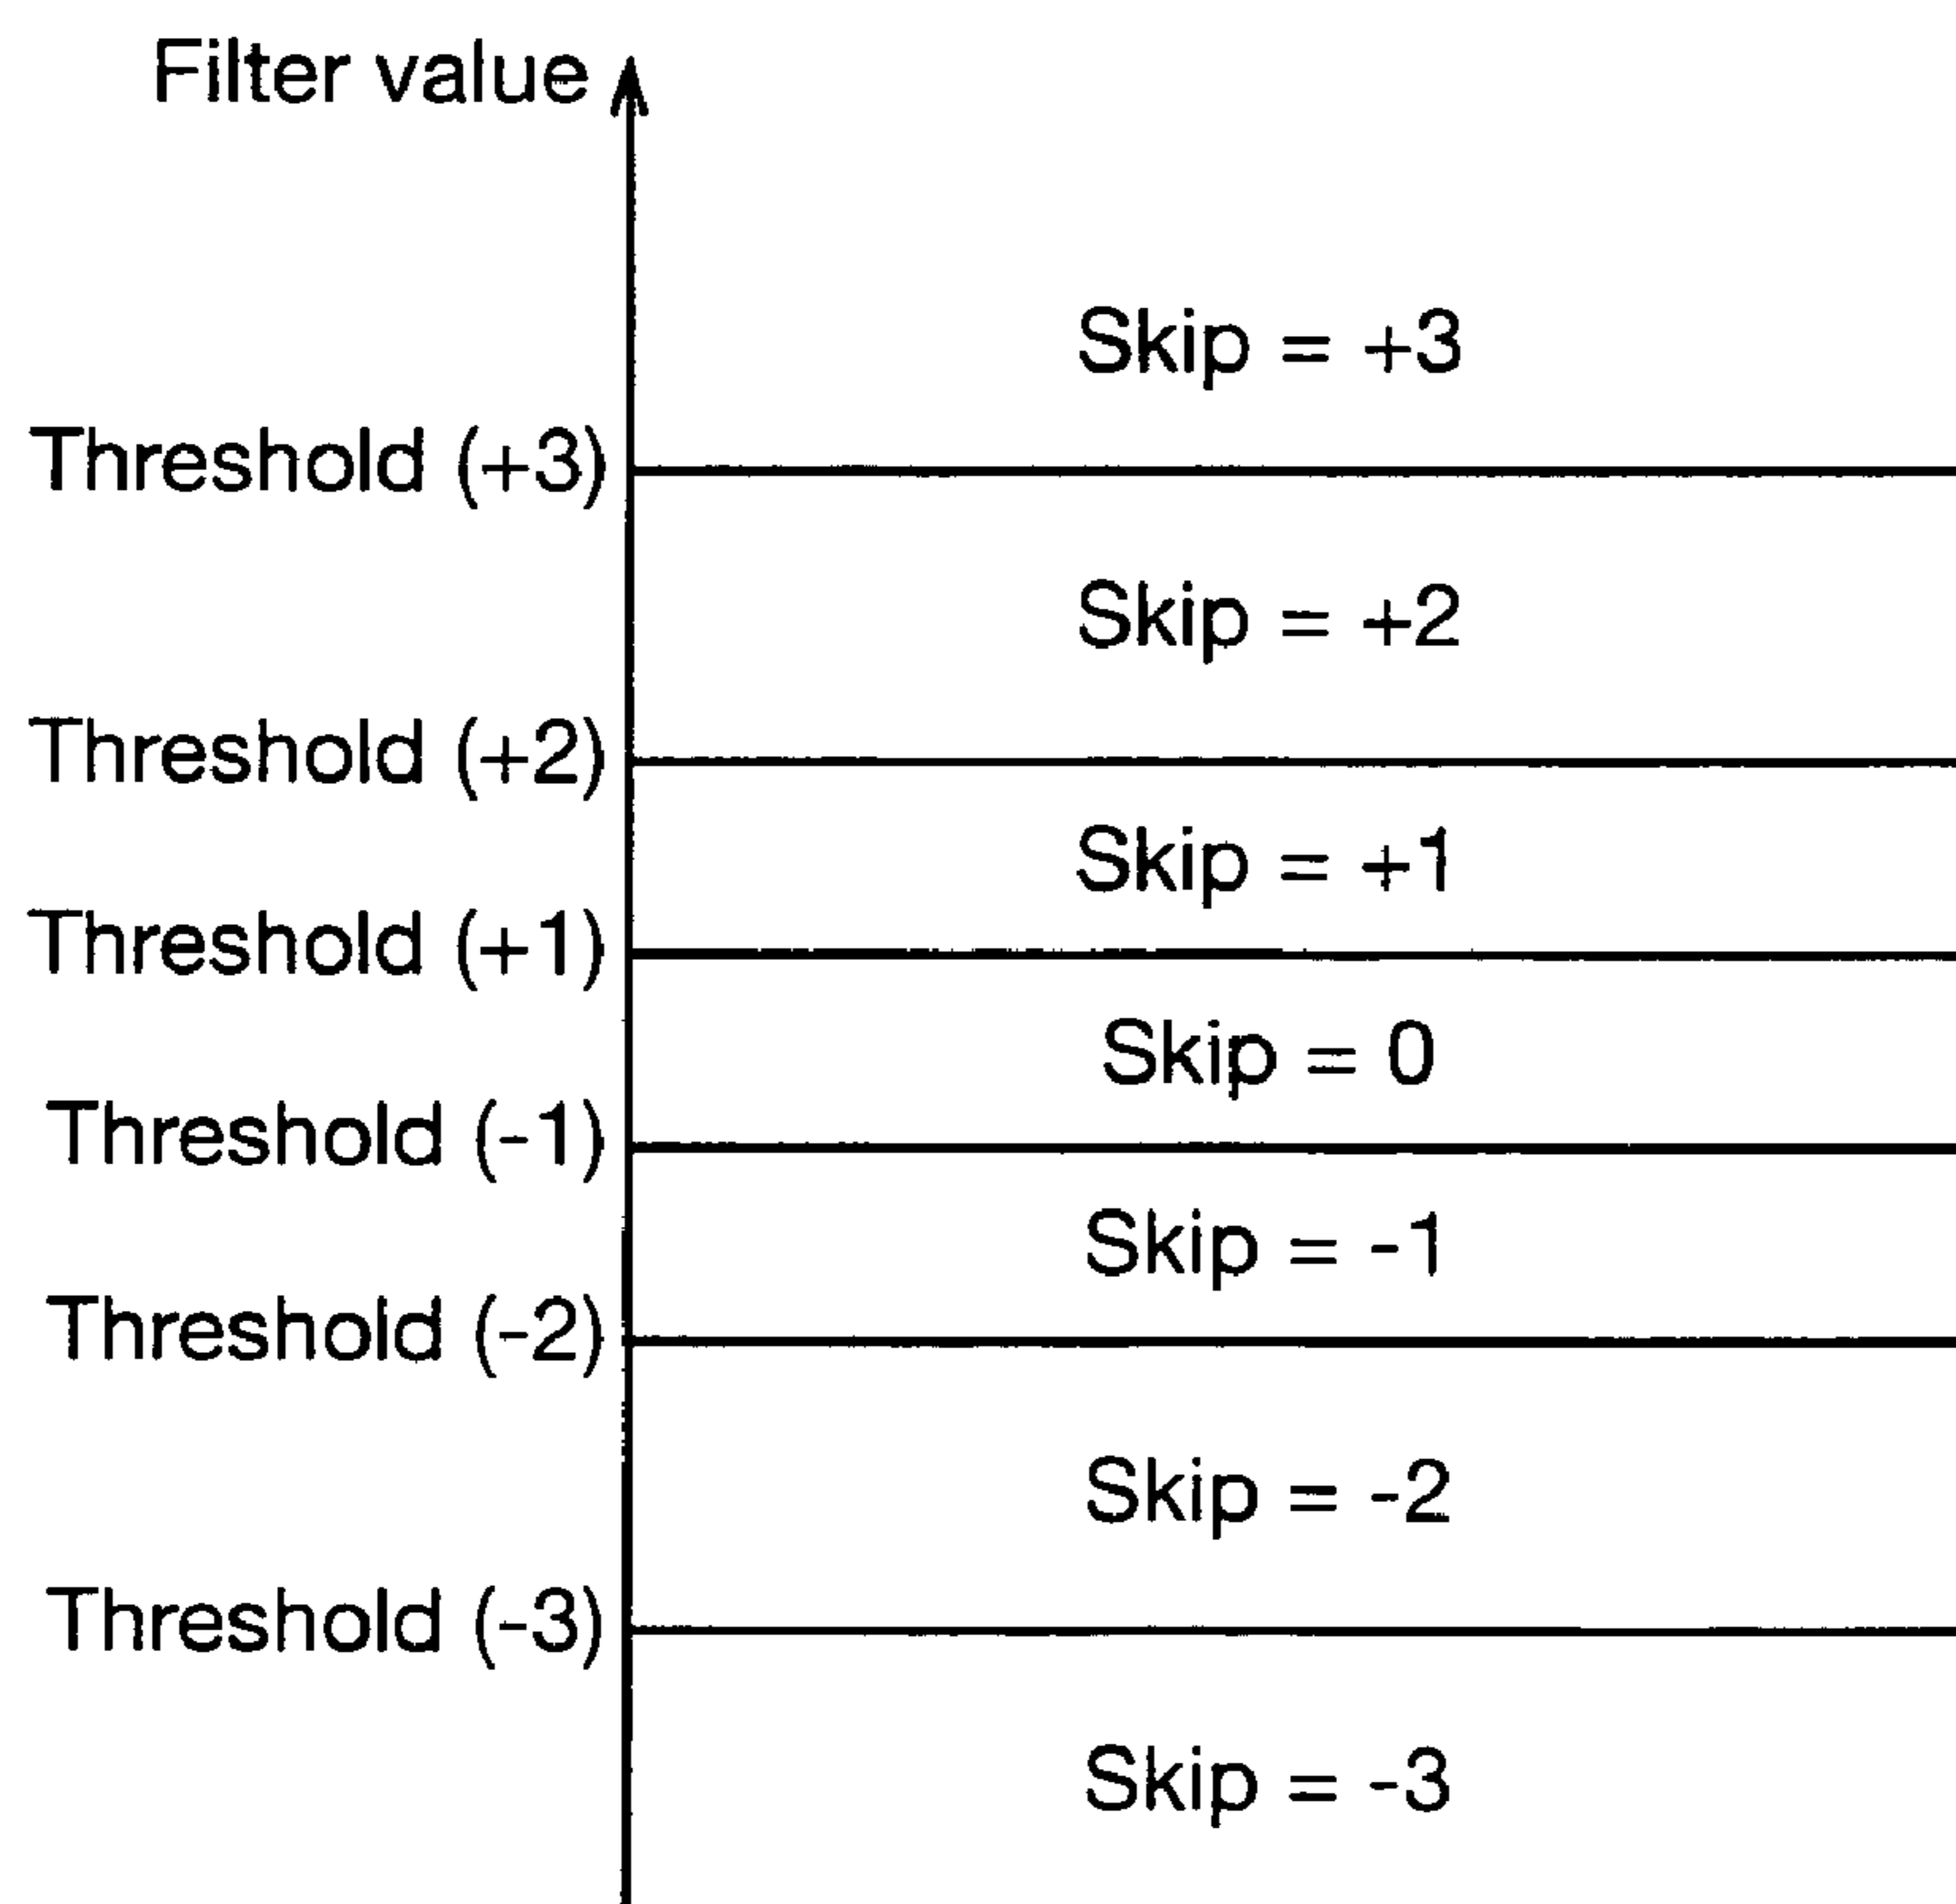 Filter value
Skip = +3
Threshold (+3)
Skip = +2
Threshold (+2)
Skip = +1
Threshold (+1)
Skip = 0
Threshold (-1)
Skip = -1
Threshold (-2)
Skip = -2
Threshold (-3)
Skip = -3